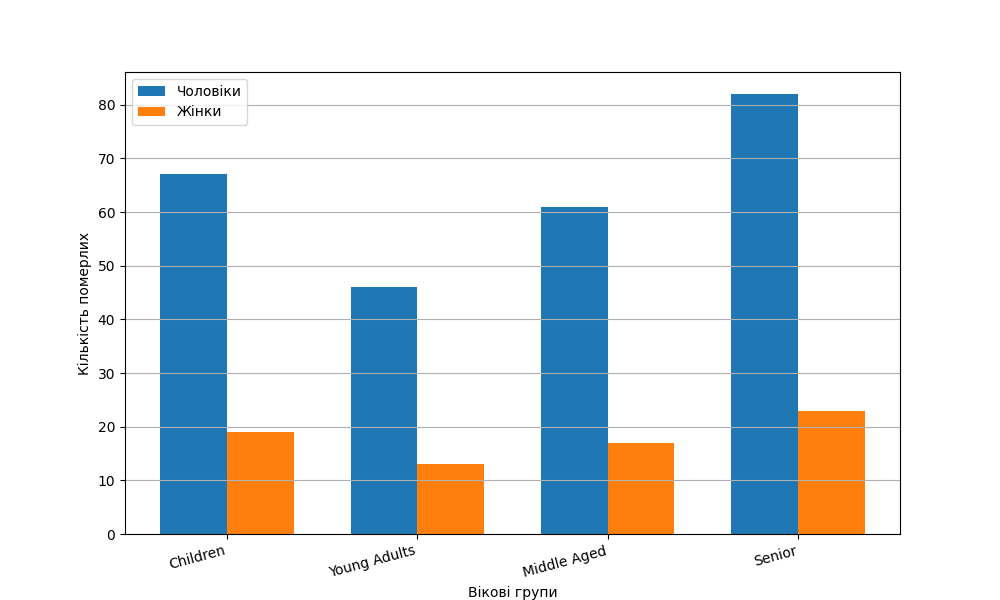 Чоловіки
Жінки
Кількість померлих
80
70
60
50
40
30
20
10
0
Children
Young Adults
Middle Aged
Senior
Вікові групи